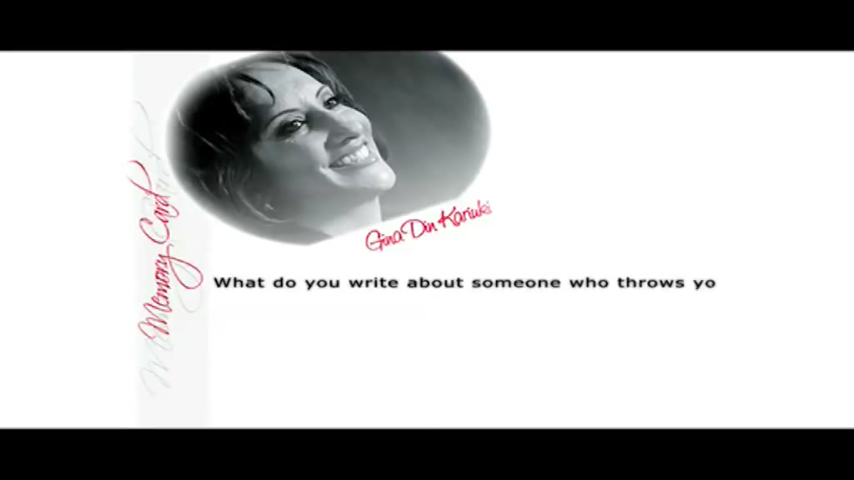 Gina Din Kariuki
Memory Card
What do you write about someone who throws yo